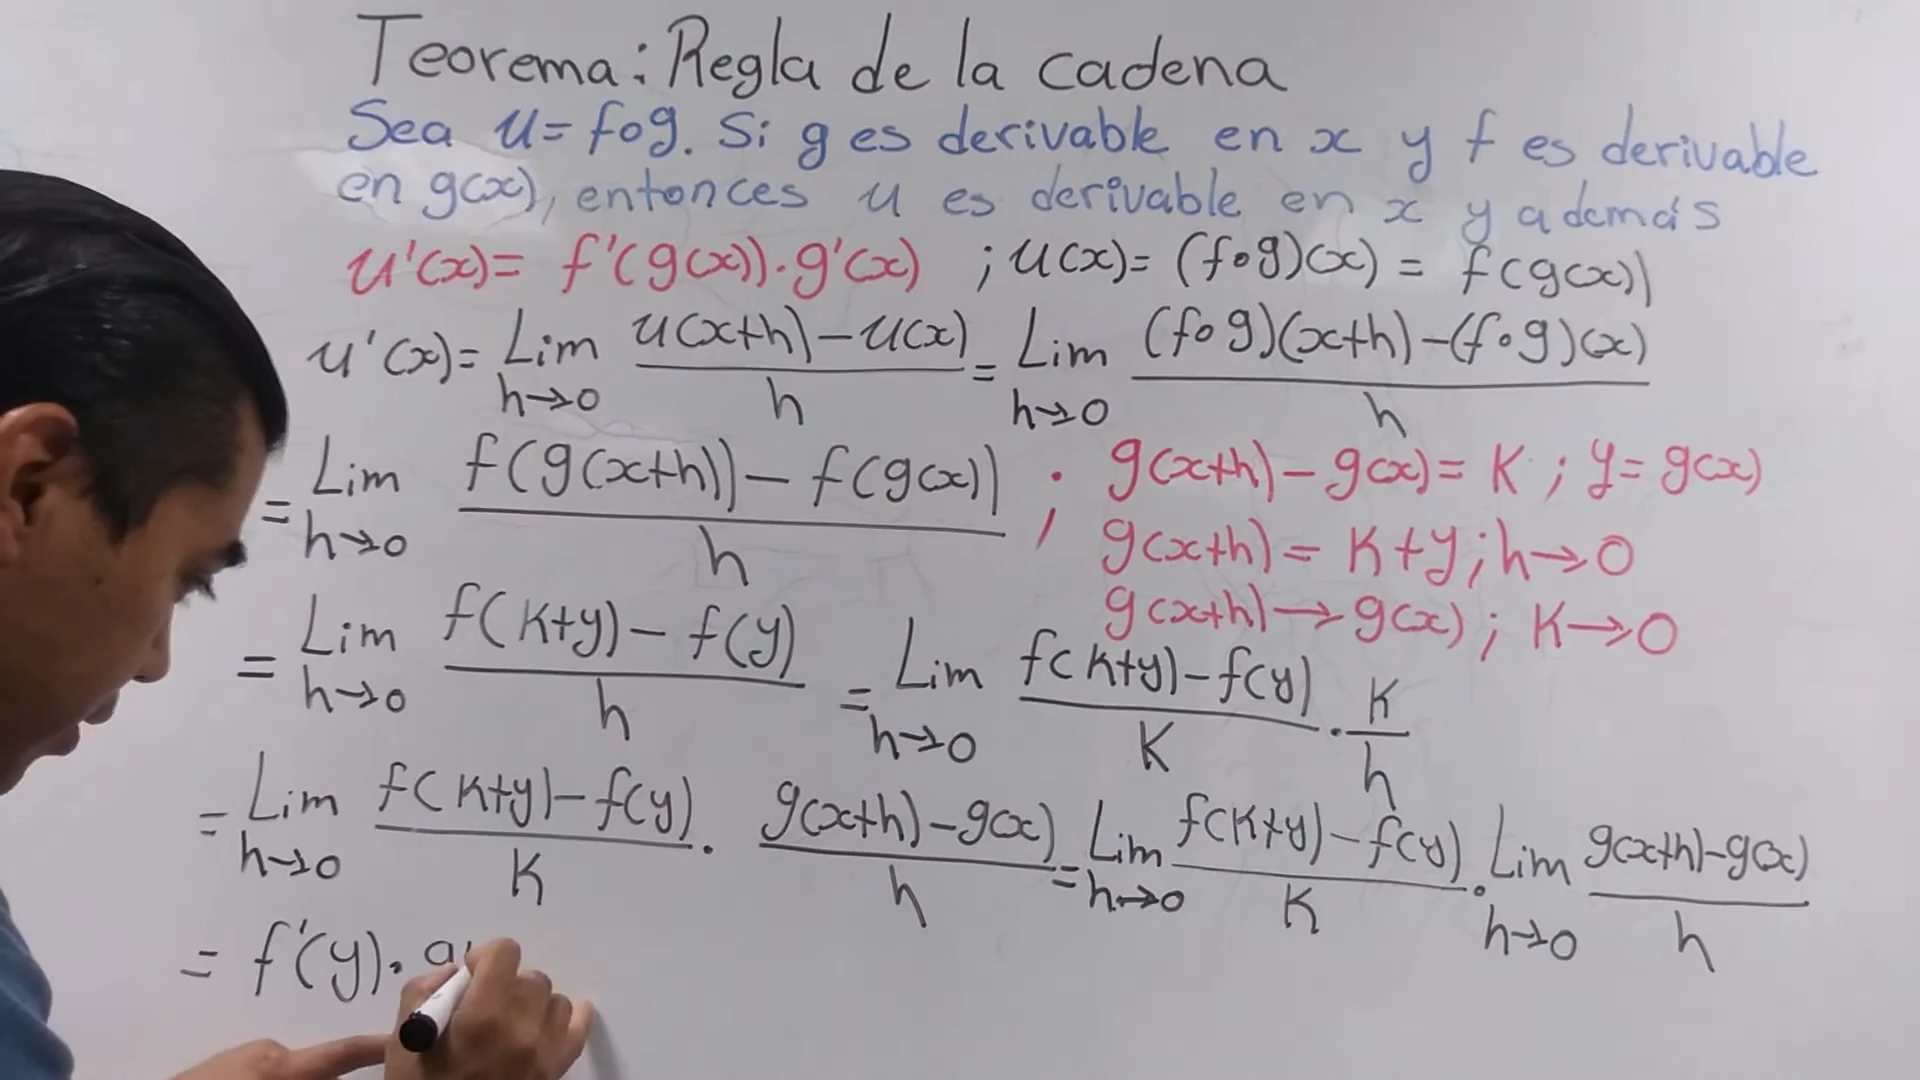 Teorema: Regla de la cadena
Sea u = fog. Si g es derivable en x y f es derivable
en g(x), entonces u es derivable en x y además
u'(x) = f'(g(x)).g'(x) ; u(x) = (f∘g)(x) = f(g(x))
u'(x) = Lim h→0 (u(x+h) - u(x))/h = Lim h→0 ((f∘g)(x+h) - (f∘g)(x))/h
= Lim h→0 (f(g(x+h)) - f(g(x)))/h ; g(x+h) - g(x) = K ; y = g(x)
g(x+h) = K+y ; h→0
g(x+h) → g(x) ; K→0
= Lim h→0 (f(K+y) - f(y))/h = Lim h→0 (f(K+y) - f(y))/K . K/h
= Lim h→0 (f(K+y) - f(y))/K . (g(x+h) - g(x))/h = Lim h→0 (f(K+y) - f(y))/K . Lim h→0 (g(x+h) - g(x))/h
= f'(y). g'